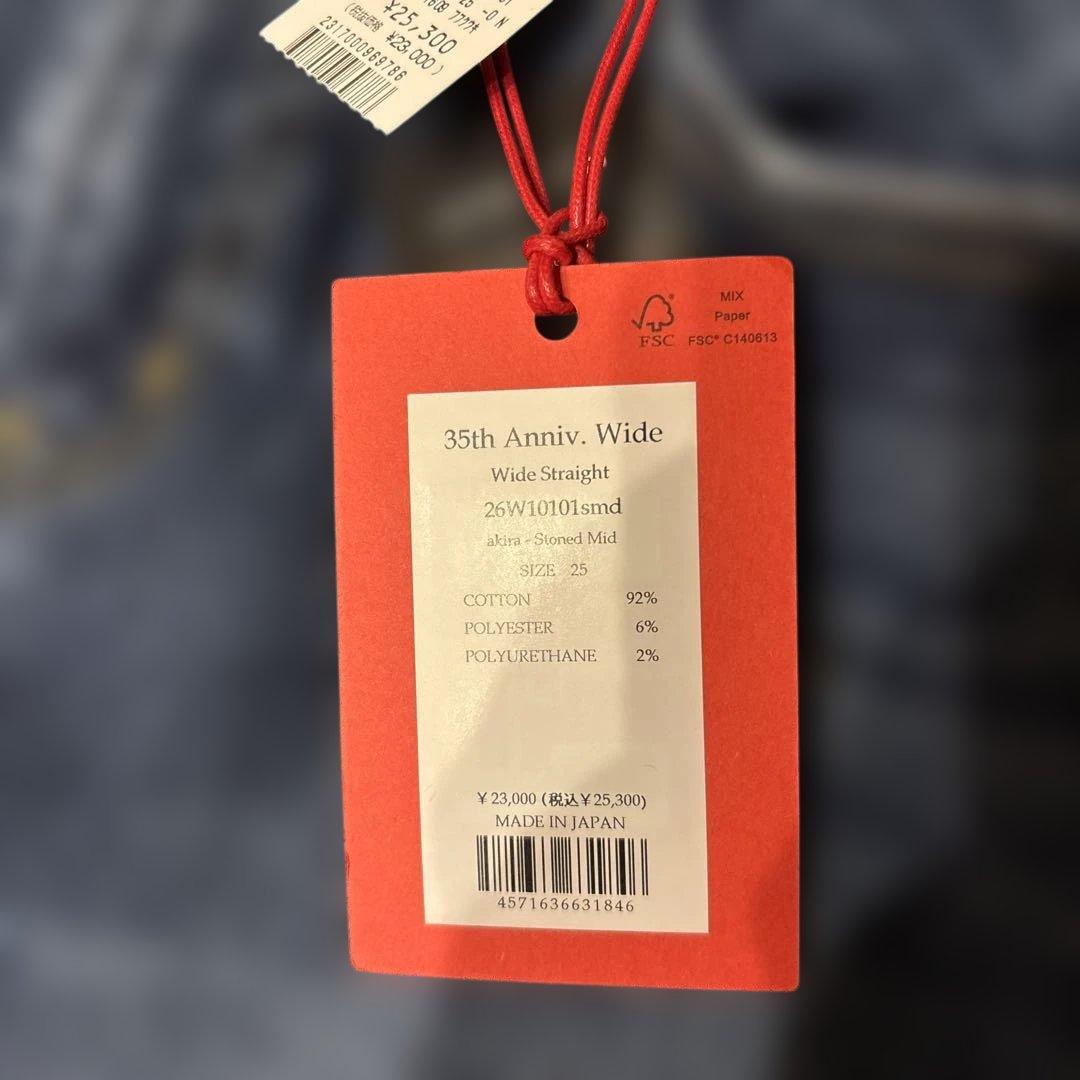 25 -0 N
¥25,300
(税抜価格 ¥23,000)
2317000969786
FSC®
MIX
Paper
FSC® C140613
35th Anniv. Wide
Wide Straight
26W10101smd
akira - Stoned Mid
SIZE 25
COTTON 92%
POLYESTER 6%
POLYURETHANE 2%
¥23,000 (税込¥25,300)
MADE IN JAPAN
4571636631846